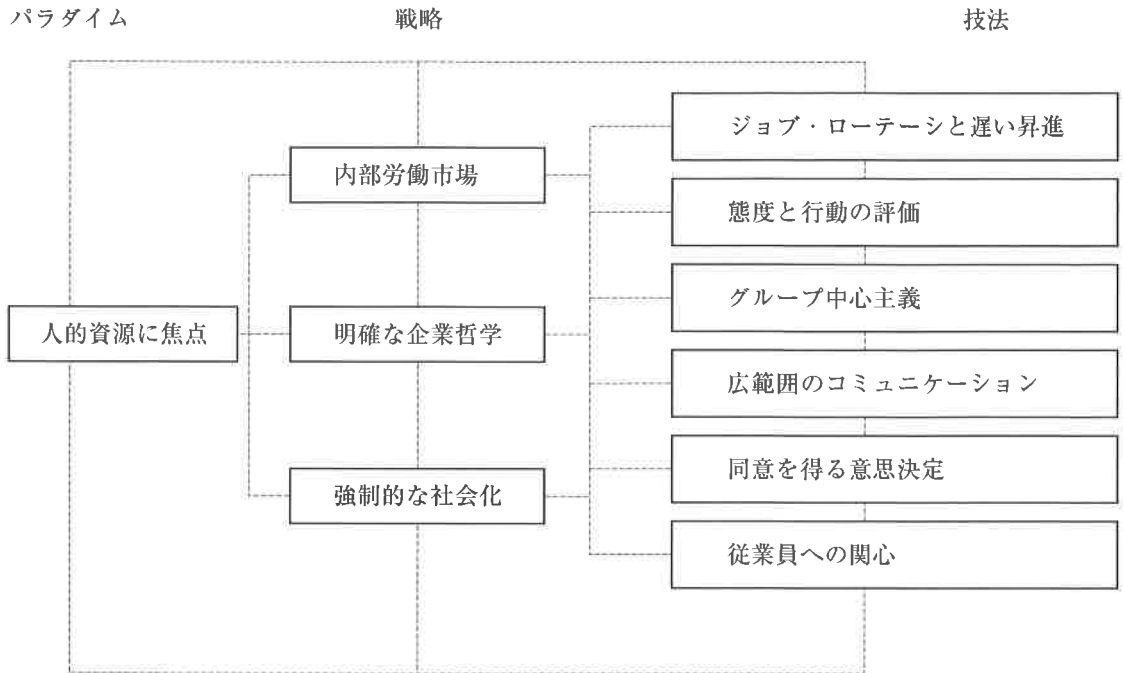 パラダイム
戦略
技法
人的資源に焦点
内部労働市場
明確な企業哲学
強制的な社会化
ジョブ・ローテーシと遅い昇進
態度と行動の評価
グループ中心主義
広範囲のコミュニケーション
同意を得る意思決定
従業員への関心